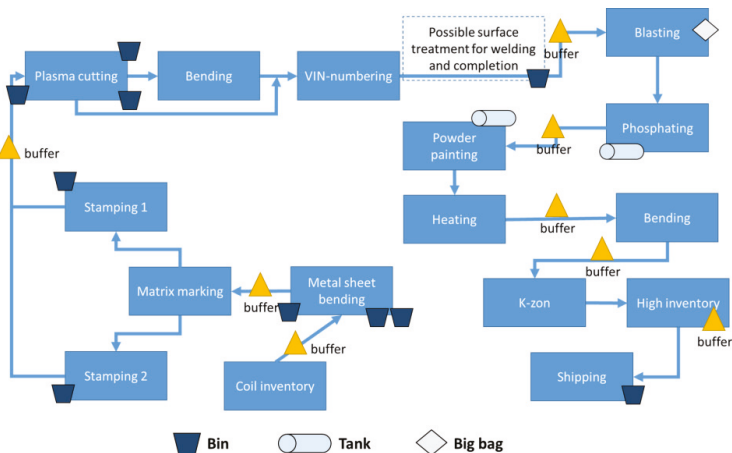 Possible surface
treatment for welding
and completion
buffer
Blasting
Plasma cutting
Bending
VIN-numbering
Phosphating
buffer
Powder
painting
buffer
Stamping 1
Heating
buffer
Bending
buffer
Matrix marking
Metal sheet
bending
buffer
K-zon
High inventory
buffer
buffer
Stamping 2
Coil inventory
Shipping
Bin
Tank
Big bag